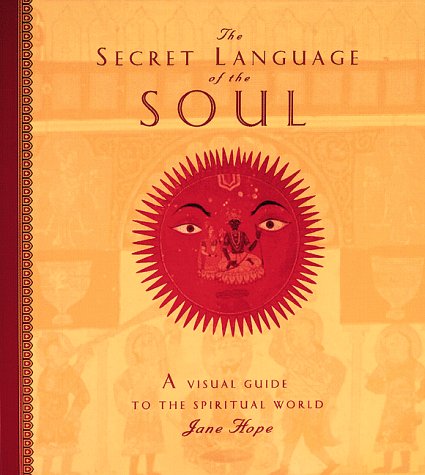 The
SECRET LANGUAGE
of the
SOUL
A VISUAL GUIDE
TO THE SPIRITUAL WORLD
Jane Hope